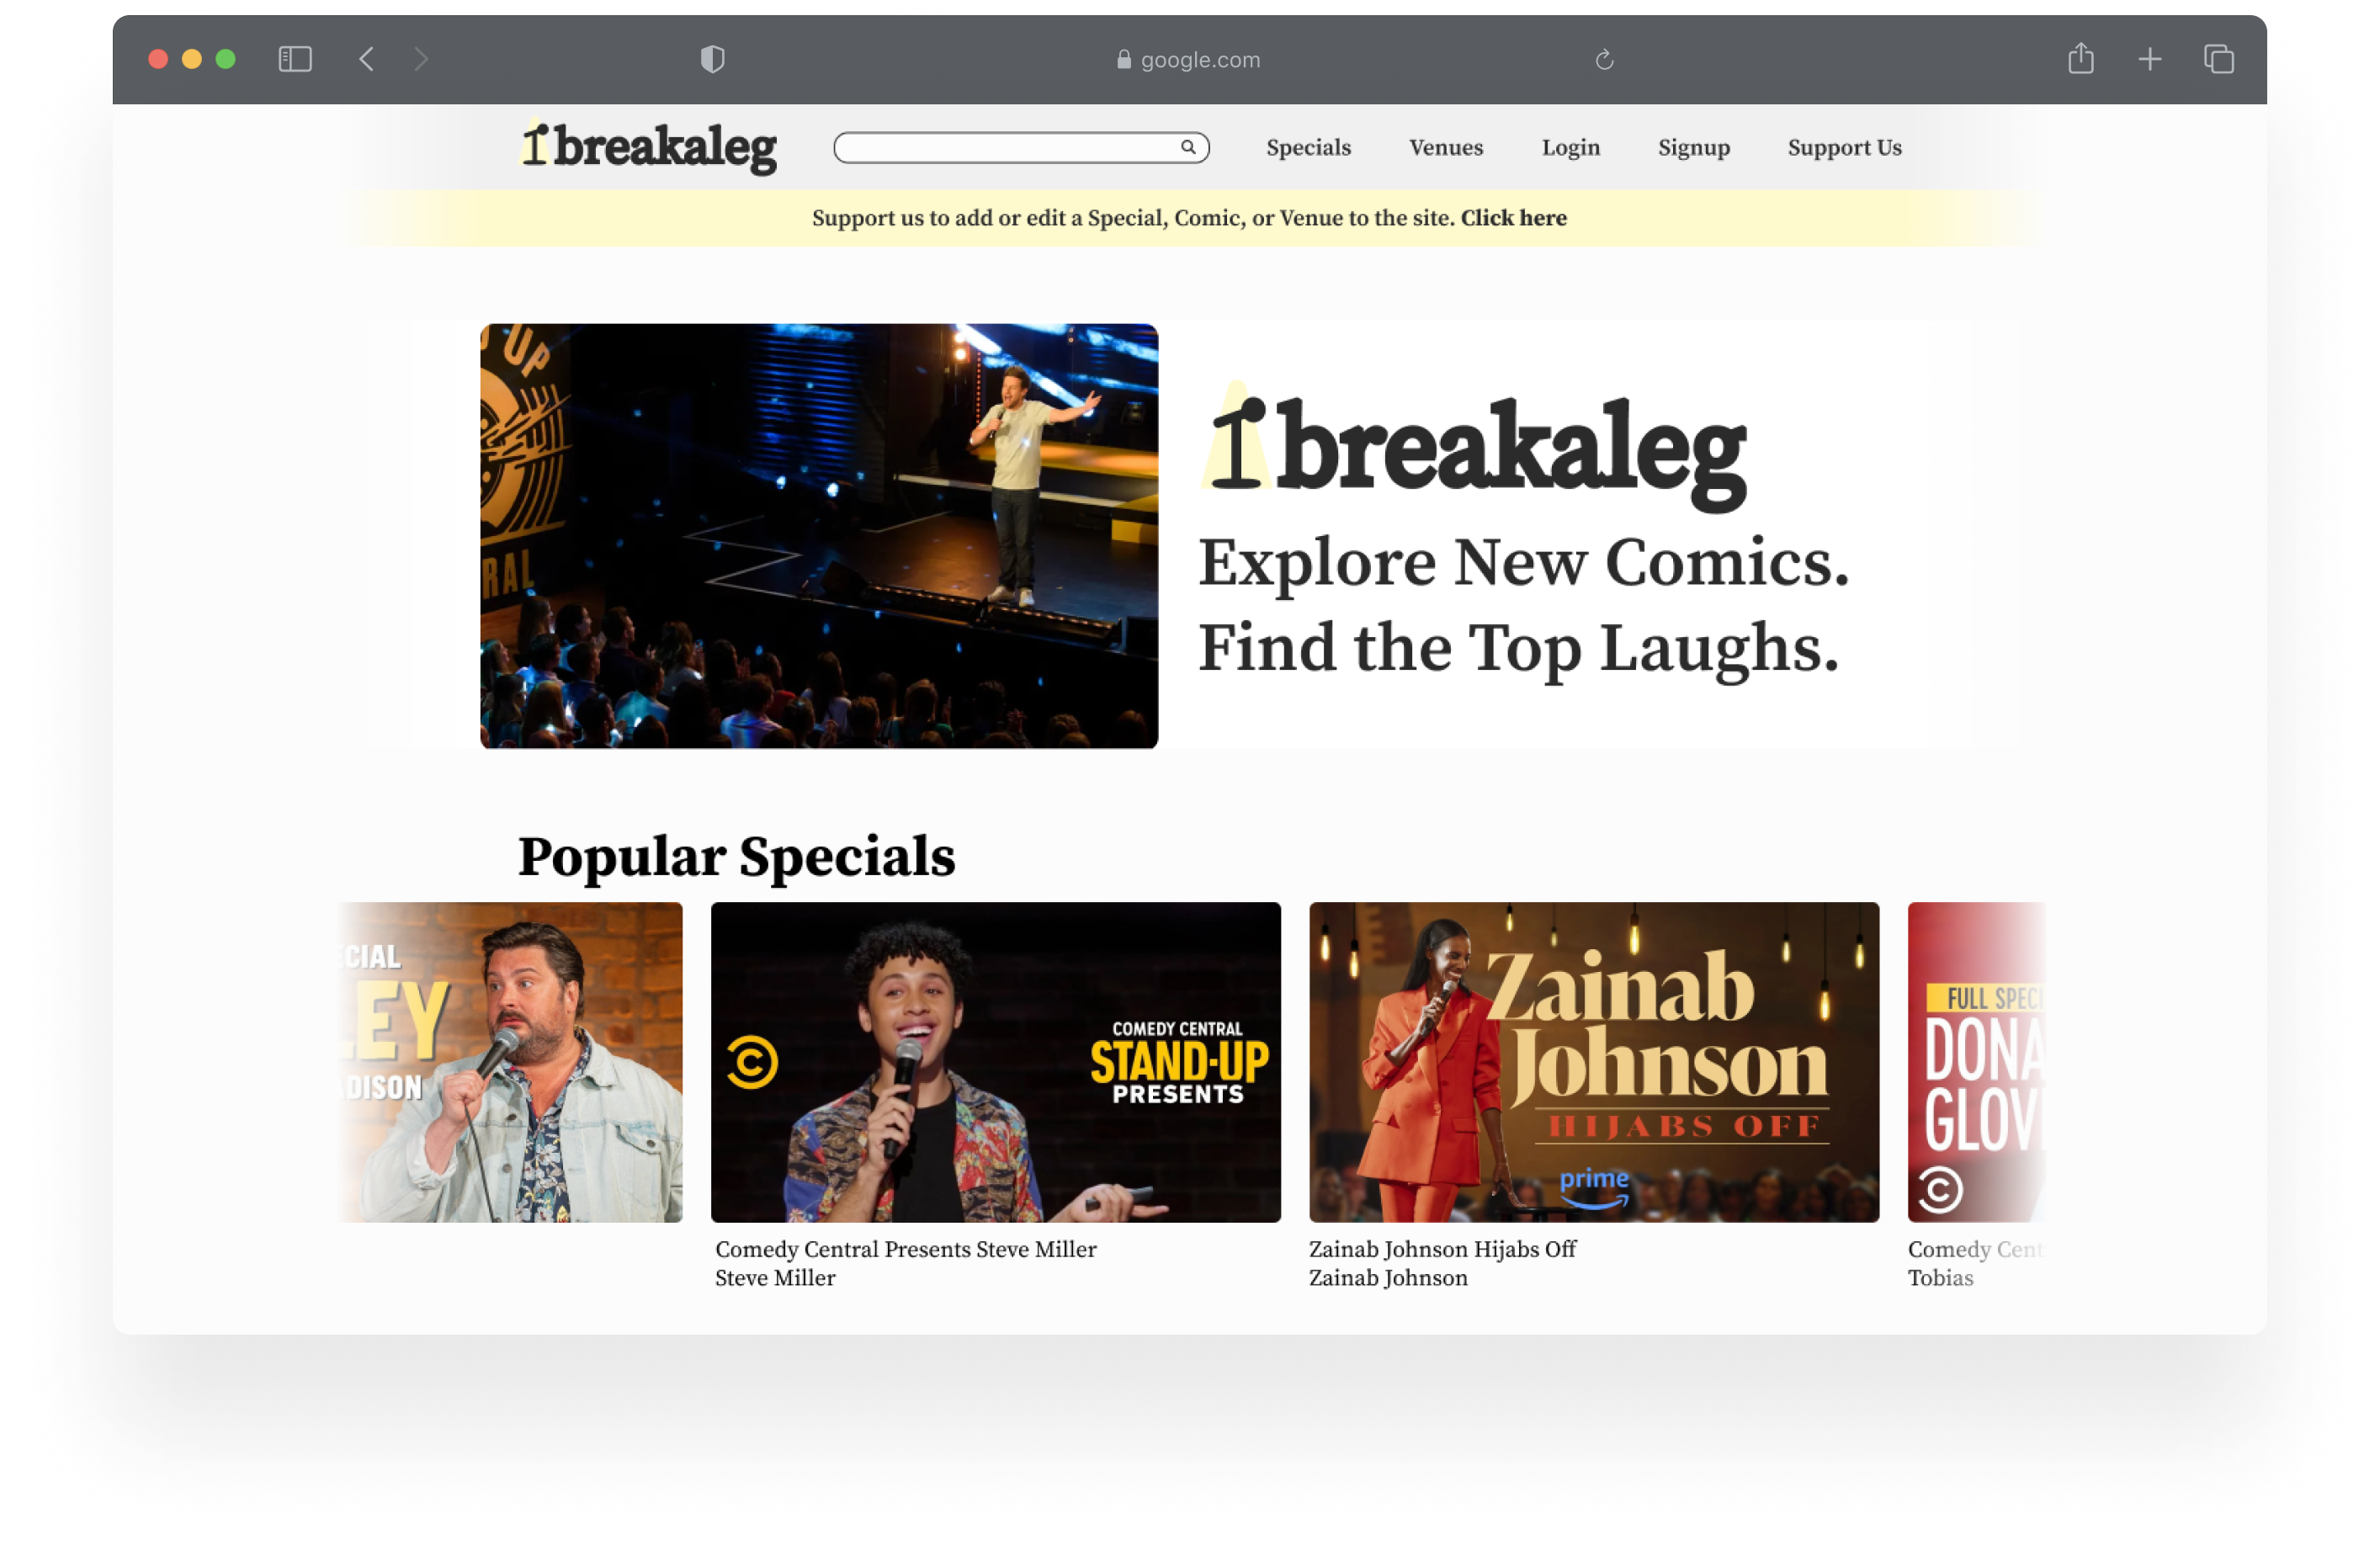 google.com
breakaleg
Specials Venues Login Signup Support Us
Support us to add or edit a Special, Comic, or Venue to the site. Click here
UP
RAL
breakaleg
Explore New Comics.
Find the Top Laughs.
Popular Specials
CIAL
LEY
DISON
COMEDY CENTRAL
STAND-UP
PRESENTS
Zainab
Johnson
HIJABS OFF
prime
FULL SPECI
DONA
GLOV
Comedy Central Presents Steve Miller
Steve Miller
Zainab Johnson Hijabs Off
Zainab Johnson
Comedy Cent
Tobias